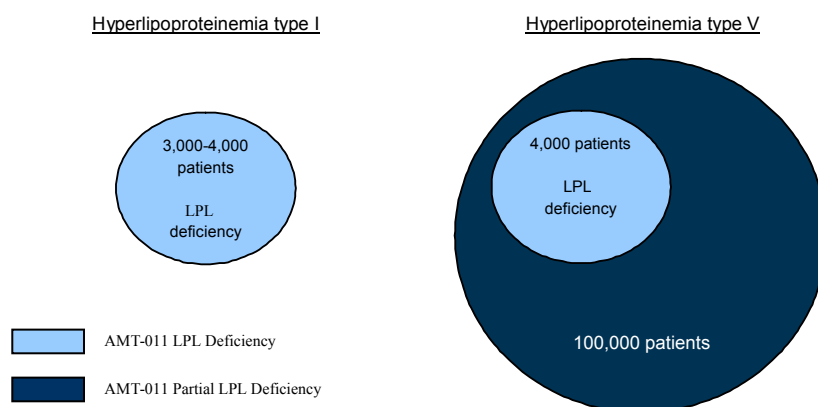 Hyperlipoproteinemia type I
3,000-4,000
patients
LPL
deficiency
Hyperlipoproteinemia type V
4,000 patients
LPL
deficiency
100,000 patients
AMT-011 LPL Deficiency
AMT-011 Partial LPL Deficiency